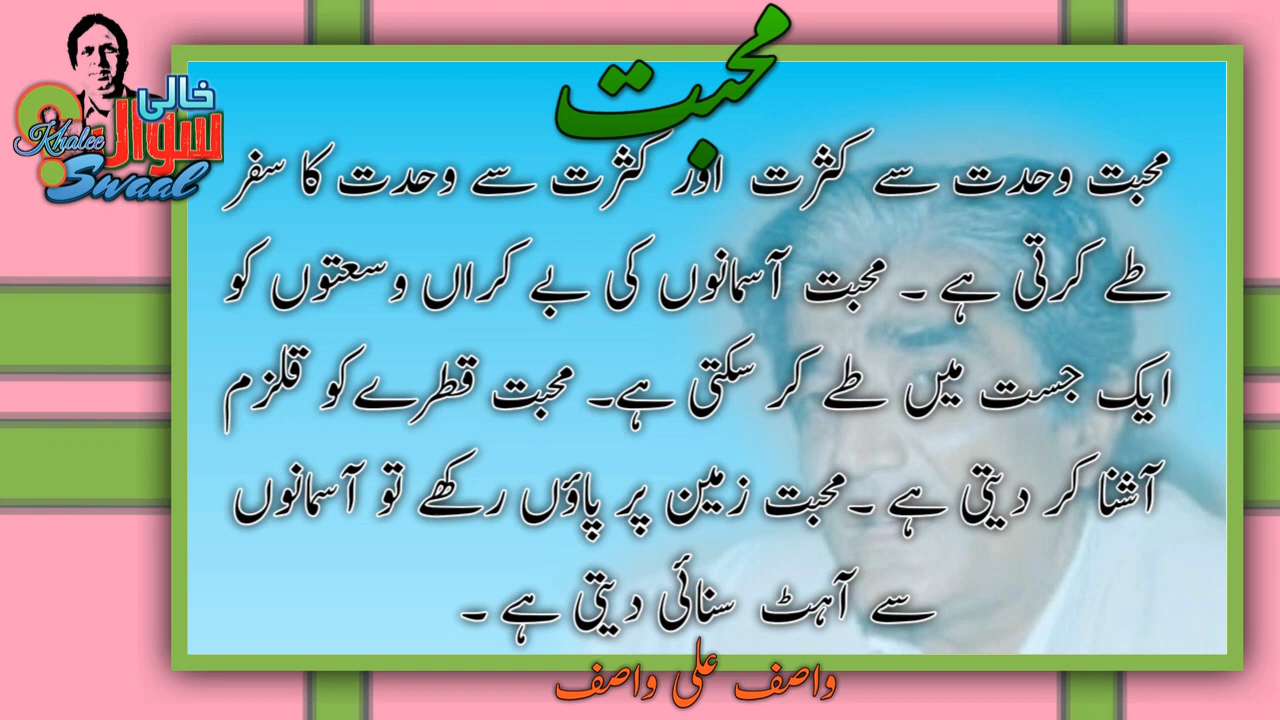 محبت
خالی
سوال
Khalee
Swaal
محبت وحدت سے کثرت اور کثرت سے وحدت کا سفر
طے کرتی ہے ۔ محبت آسمانوں کی بے کراں وسعتوں کو
ایک جست میں طے کر سکتی ہے۔ محبت قطرے کو قلزم
آشنا کر دیتی ہے ۔محبت زمین پر پاؤں رکھے تو آسمانوں
سے آہٹ سنائی دیتی ہے ۔
واصف علی واصف